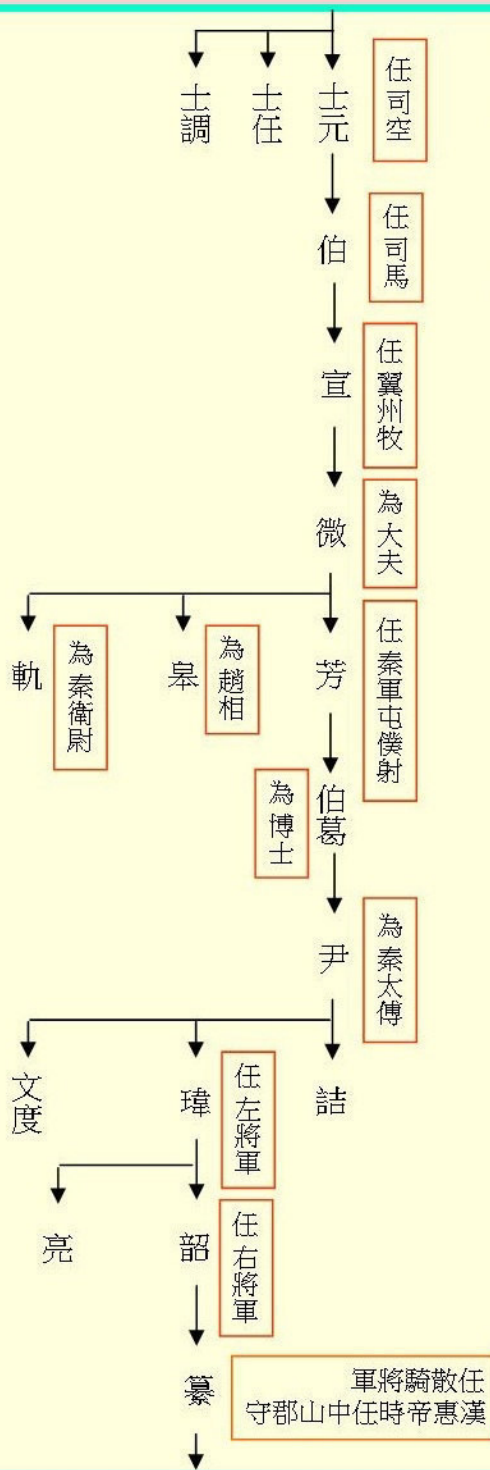 任司空
士元
士任
士調
任司馬
伯
任翼州牧
宣
為大夫
微
任秦軍屯僕射
芳
為趙相
皋
為秦衛尉
軌
伯葛
為博士
為秦太傅
尹
詰
任左將軍
瑋
文度
任右將軍
韶
亮
纂
軍將騎散任
守郡山中任時帝惠漢